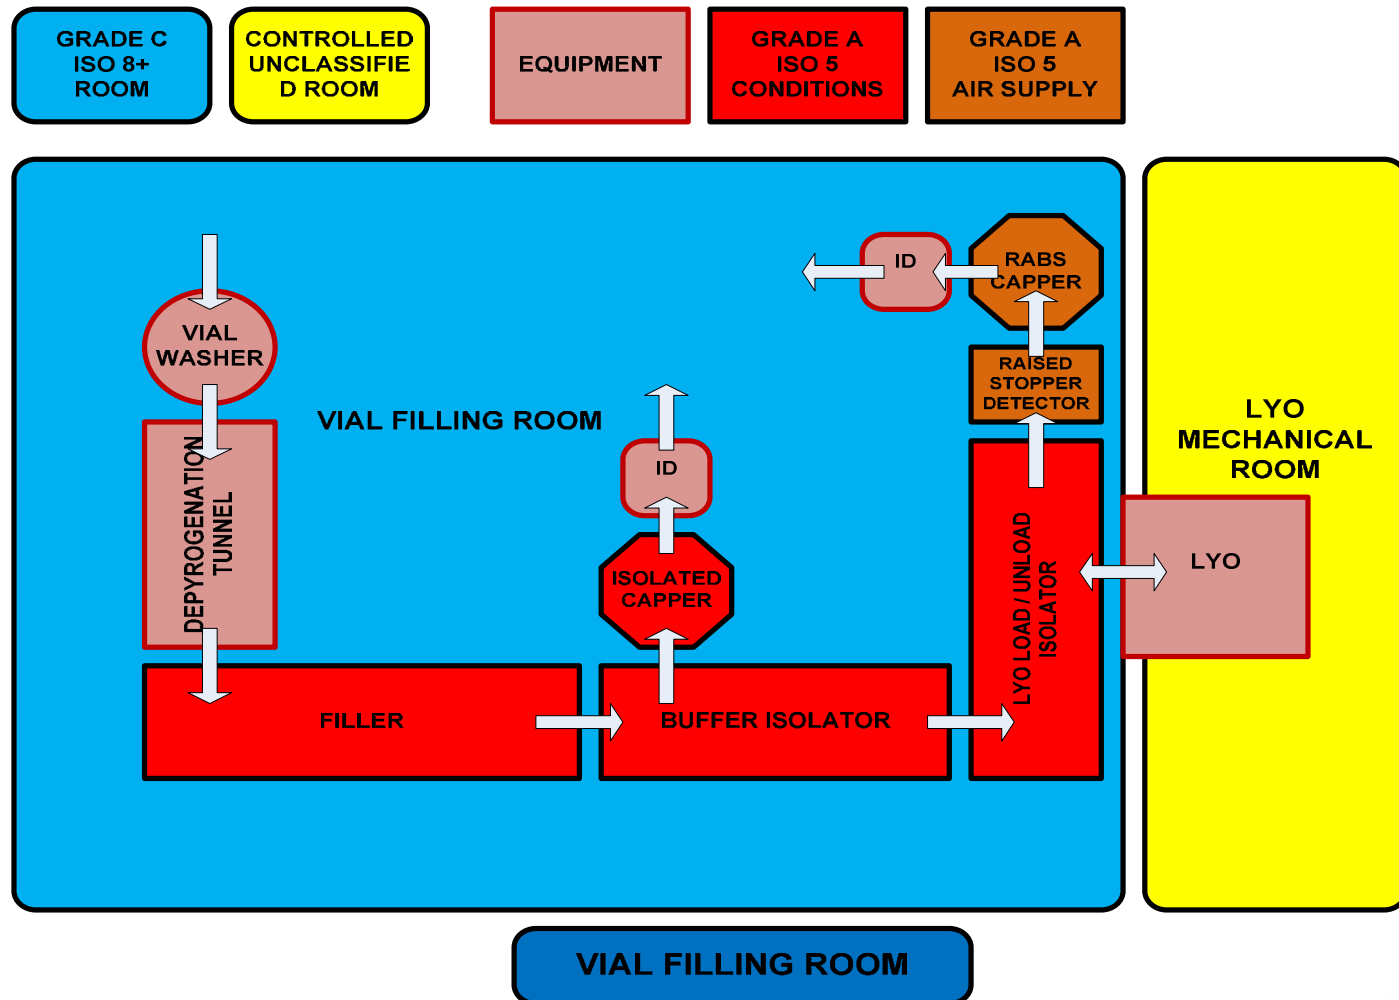 GRADE C
ISO 8+
ROOM
CONTROLLED
UNCLASSIFIE
D ROOM
EQUIPMENT
GRADE A
ISO 5
CONDITIONS
GRADE A
ISO 5
AIR SUPPLY
ID
RABS
CAPPER
VIAL
WASHER
RAISED
STOPPER
DETECTOR
VIAL FILLING ROOM
LYO
MECHANICAL
ROOM
DEPYROGENATION
TUNNEL
ID
ISOLATED
CAPPER
LYO LOAD / UNLOAD
ISOLATOR
LYO
FILLER
BUFFER ISOLATOR
VIAL FILLING ROOM